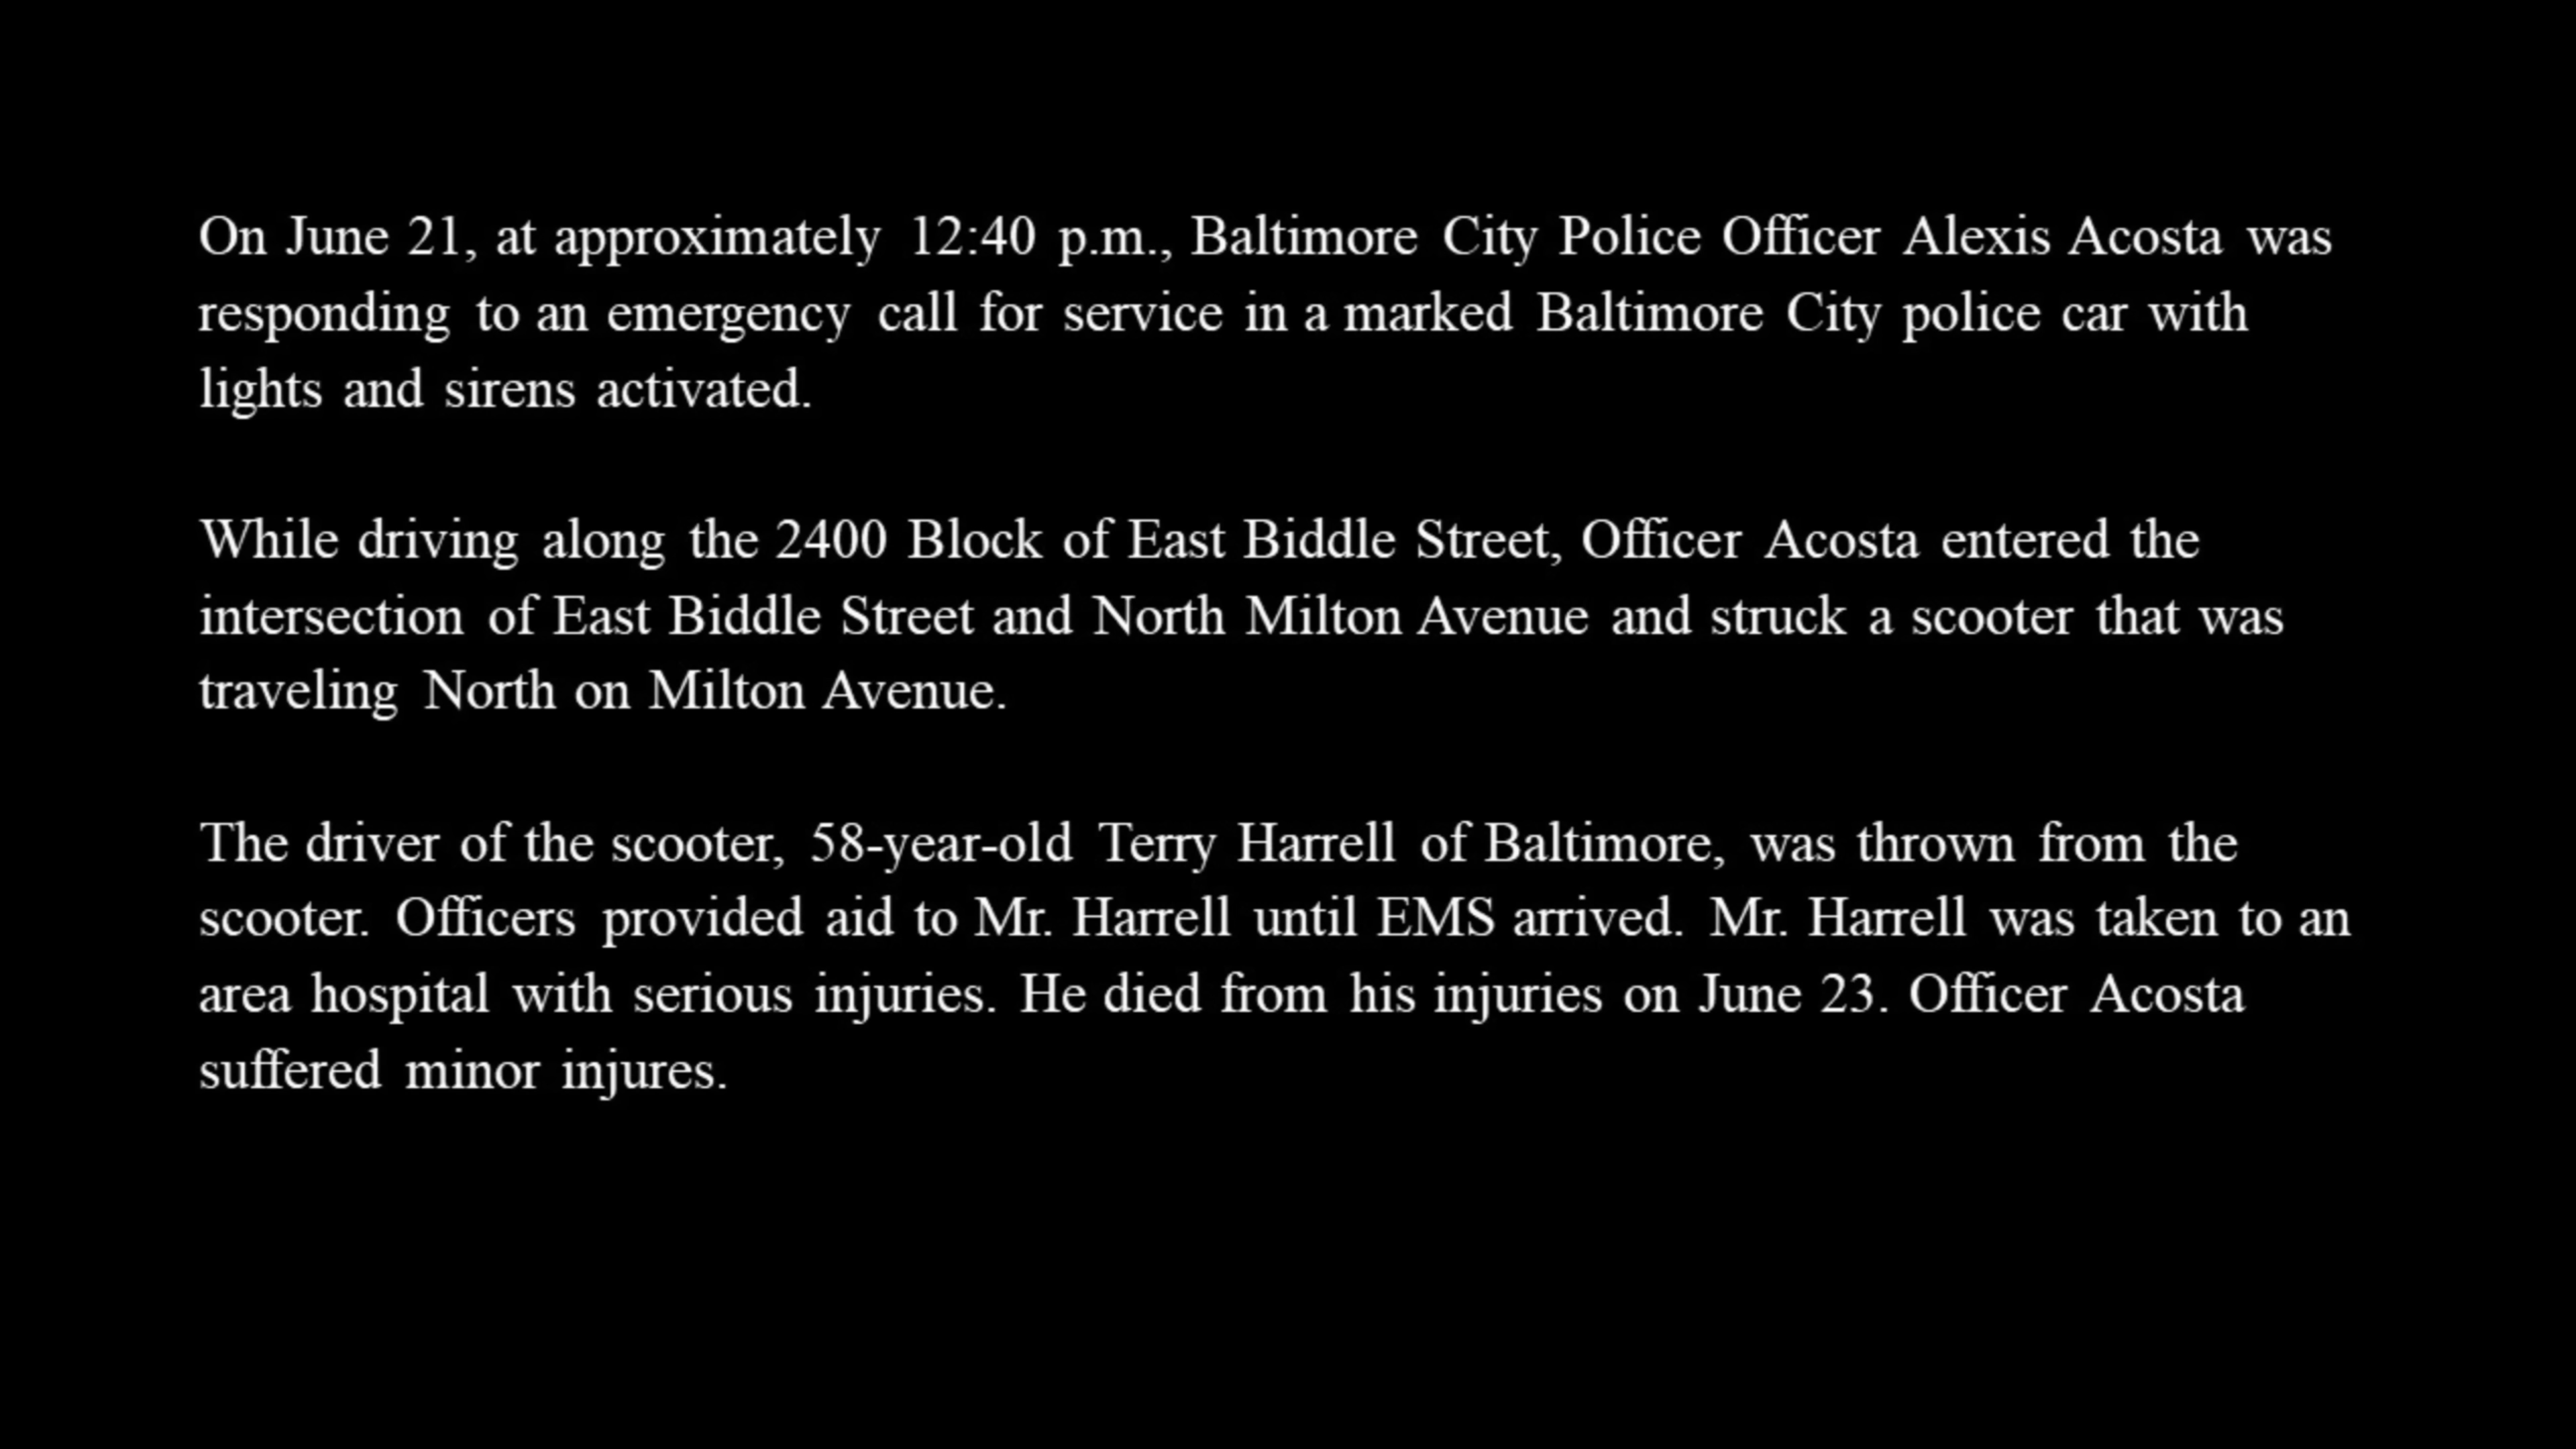 On June 21, at approximately 12:40 p.m., Baltimore City Police Officer Alexis Acosta was
responding to an emergency call for service in a marked Baltimore City police car with
lights and sirens activated.
While driving along the 2400 Block of East Biddle Street, Officer Acosta entered the
intersection of East Biddle Street and North Milton Avenue and struck a scooter that was
traveling North on Milton Avenue.
The driver of the scooter, 58-year-old Terry Harrell of Baltimore, was thrown from the
scooter. Officers provided aid to Mr. Harrell until EMS arrived. Mr. Harrell was taken to an
area hospital with serious injuries. He died from his injuries on June 23. Officer Acosta
suffered minor injures.